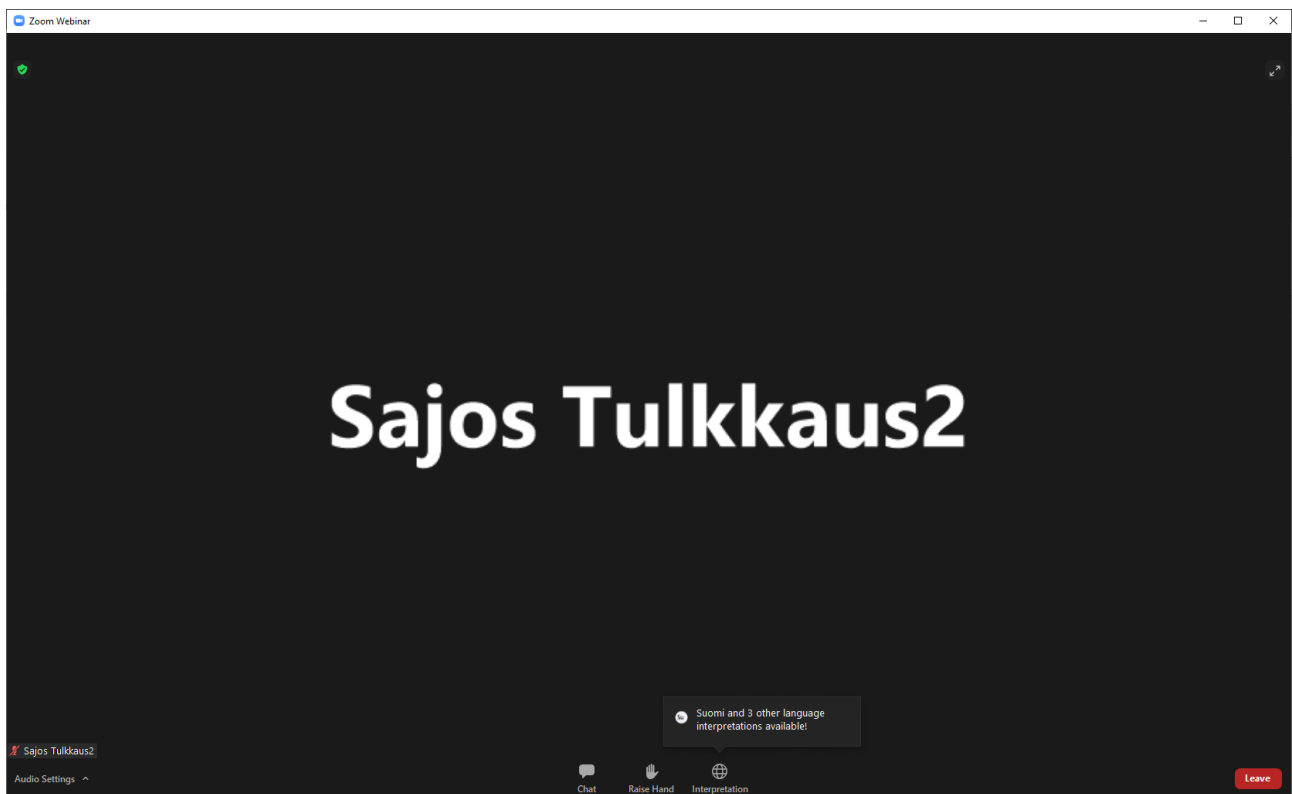 Zoom Webinar
Sajos Tulkkaus2
Suomi and 3 other language
interpretations available!
Sajos Tulkkaus2
Audio Settings
Chat
Raise Hand
Interpretation
Leave